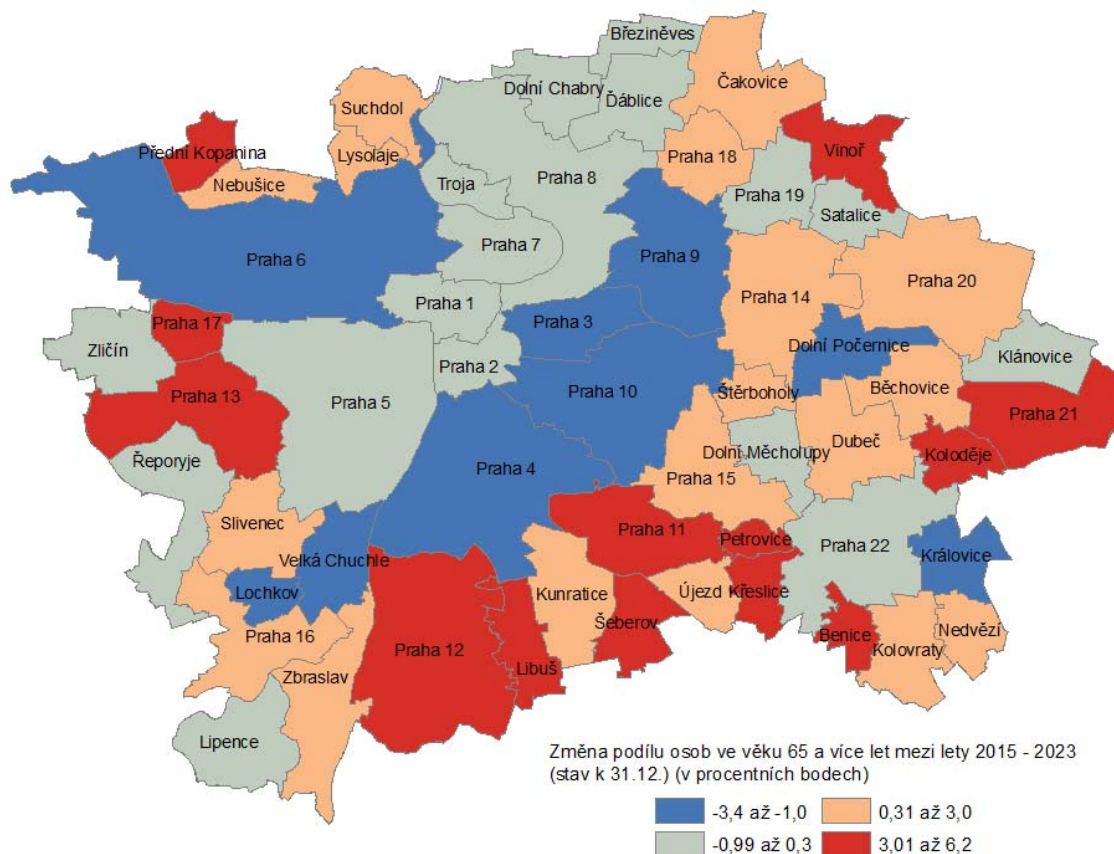 Březiněves
Dolní Chabry
Ďáblice
Čakovice
Suchdol
Přední Kopanina
Lysolaje
Vinoř
Praha 18
Nebušice
Praha 8
Troja
Praha 19
Satalice
Praha 7
Praha 6
Praha 9
Praha 20
Praha 14
Praha 1
Praha 17
Praha 3
Zličín
Dolní Počernice
Klánovice
Praha 2
Praha 13
Praha 10
Štěrboholy
Běchovice
Praha 5
Praha 21
Řeporyje
Praha 4
Dolní Měcholupy
Dubeč
Koloděje
Praha 15
Slivenec
Praha 11
Petrovice
Praha 22
Královice
Velká Chuchle
Lochkov
Kunratice
Újezd
Křeslice
Šeberov
Praha 16
Benice
Nedvězí
Kolovraty
Praha 12
Libuš
Zbraslav
Lipence
Změna podílu osob ve věku 65 a více let mezi lety 2015 - 2023
(stav k 31.12.) (v procentních bodech)
-3,4 až -1,0
0,31 až 3,0
-0,99 až 0,3
3,01 až 6,2